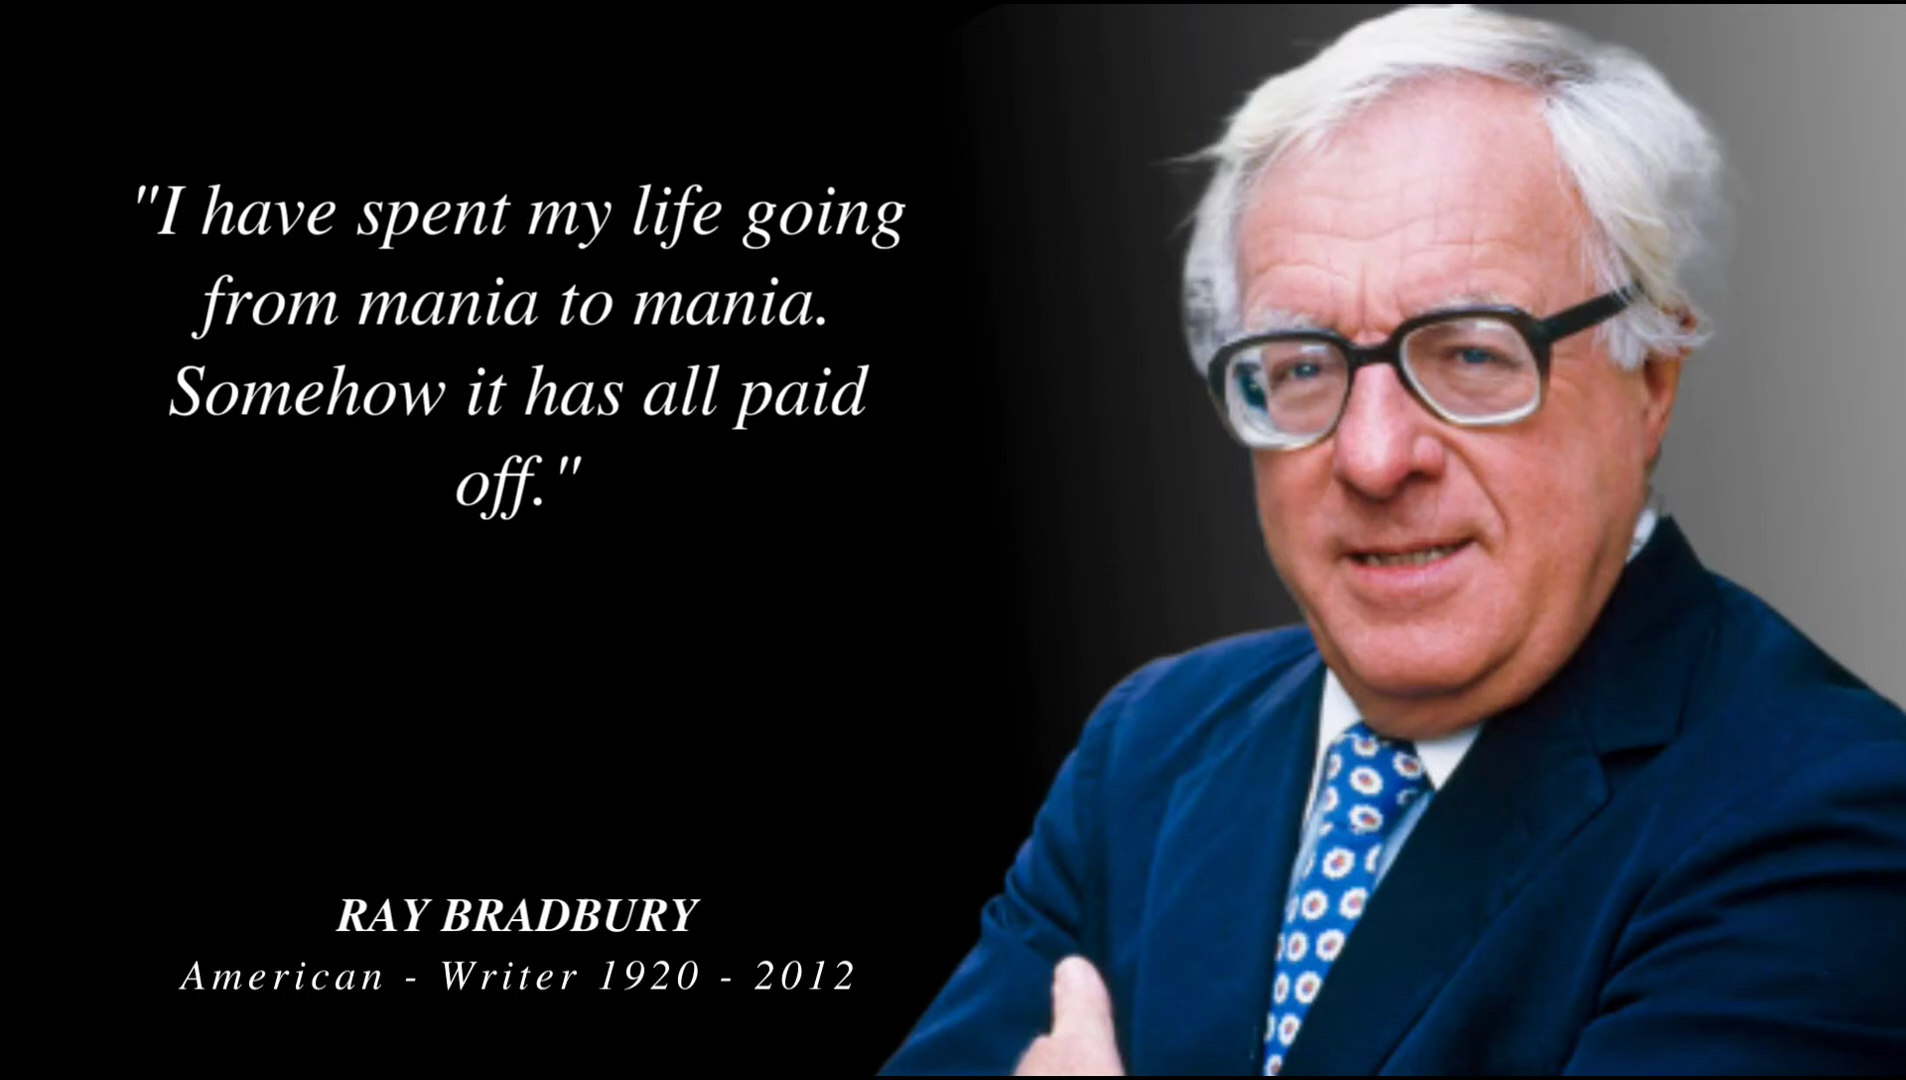 "I have spent my life going
from mania to mania.
Somehow it has all paid
off."
RAY BRADBURY
American - Writer 1920 - 2012